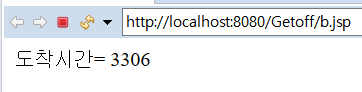 http://localhost:8080/Getoff/b.jsp
도착시간= 3306